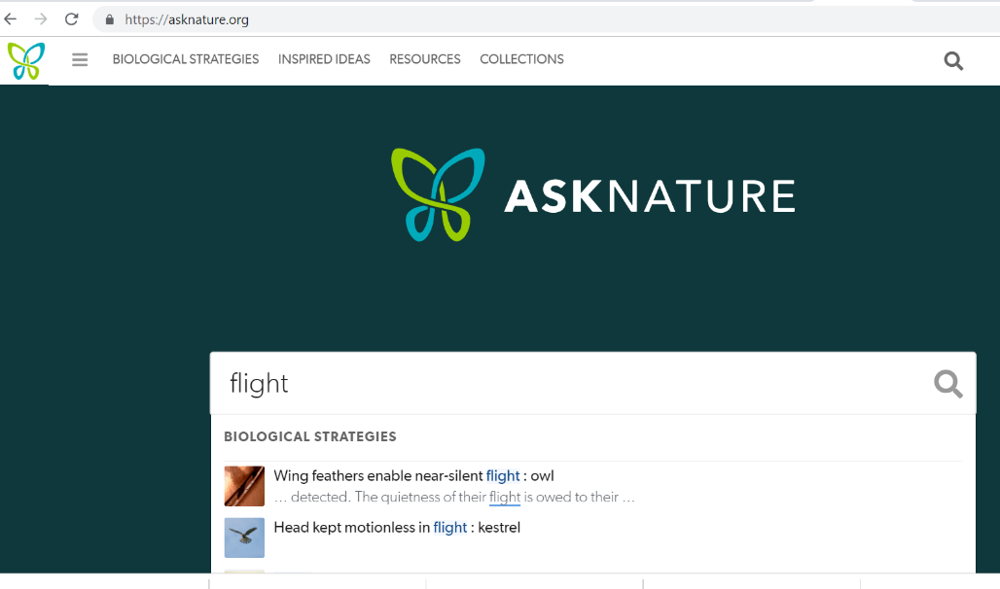 https://asknature.org
BIOLOGICAL STRATEGIES INSPIRED IDEAS RESOURCES COLLECTIONS
ASKNATURE
flight
BIOLOGICAL STRATEGIES
Wing feathers enable near-silent flight : owl
... detected. The quietness of their flight is owed to their ...
Head kept motionless in flight : kestrel